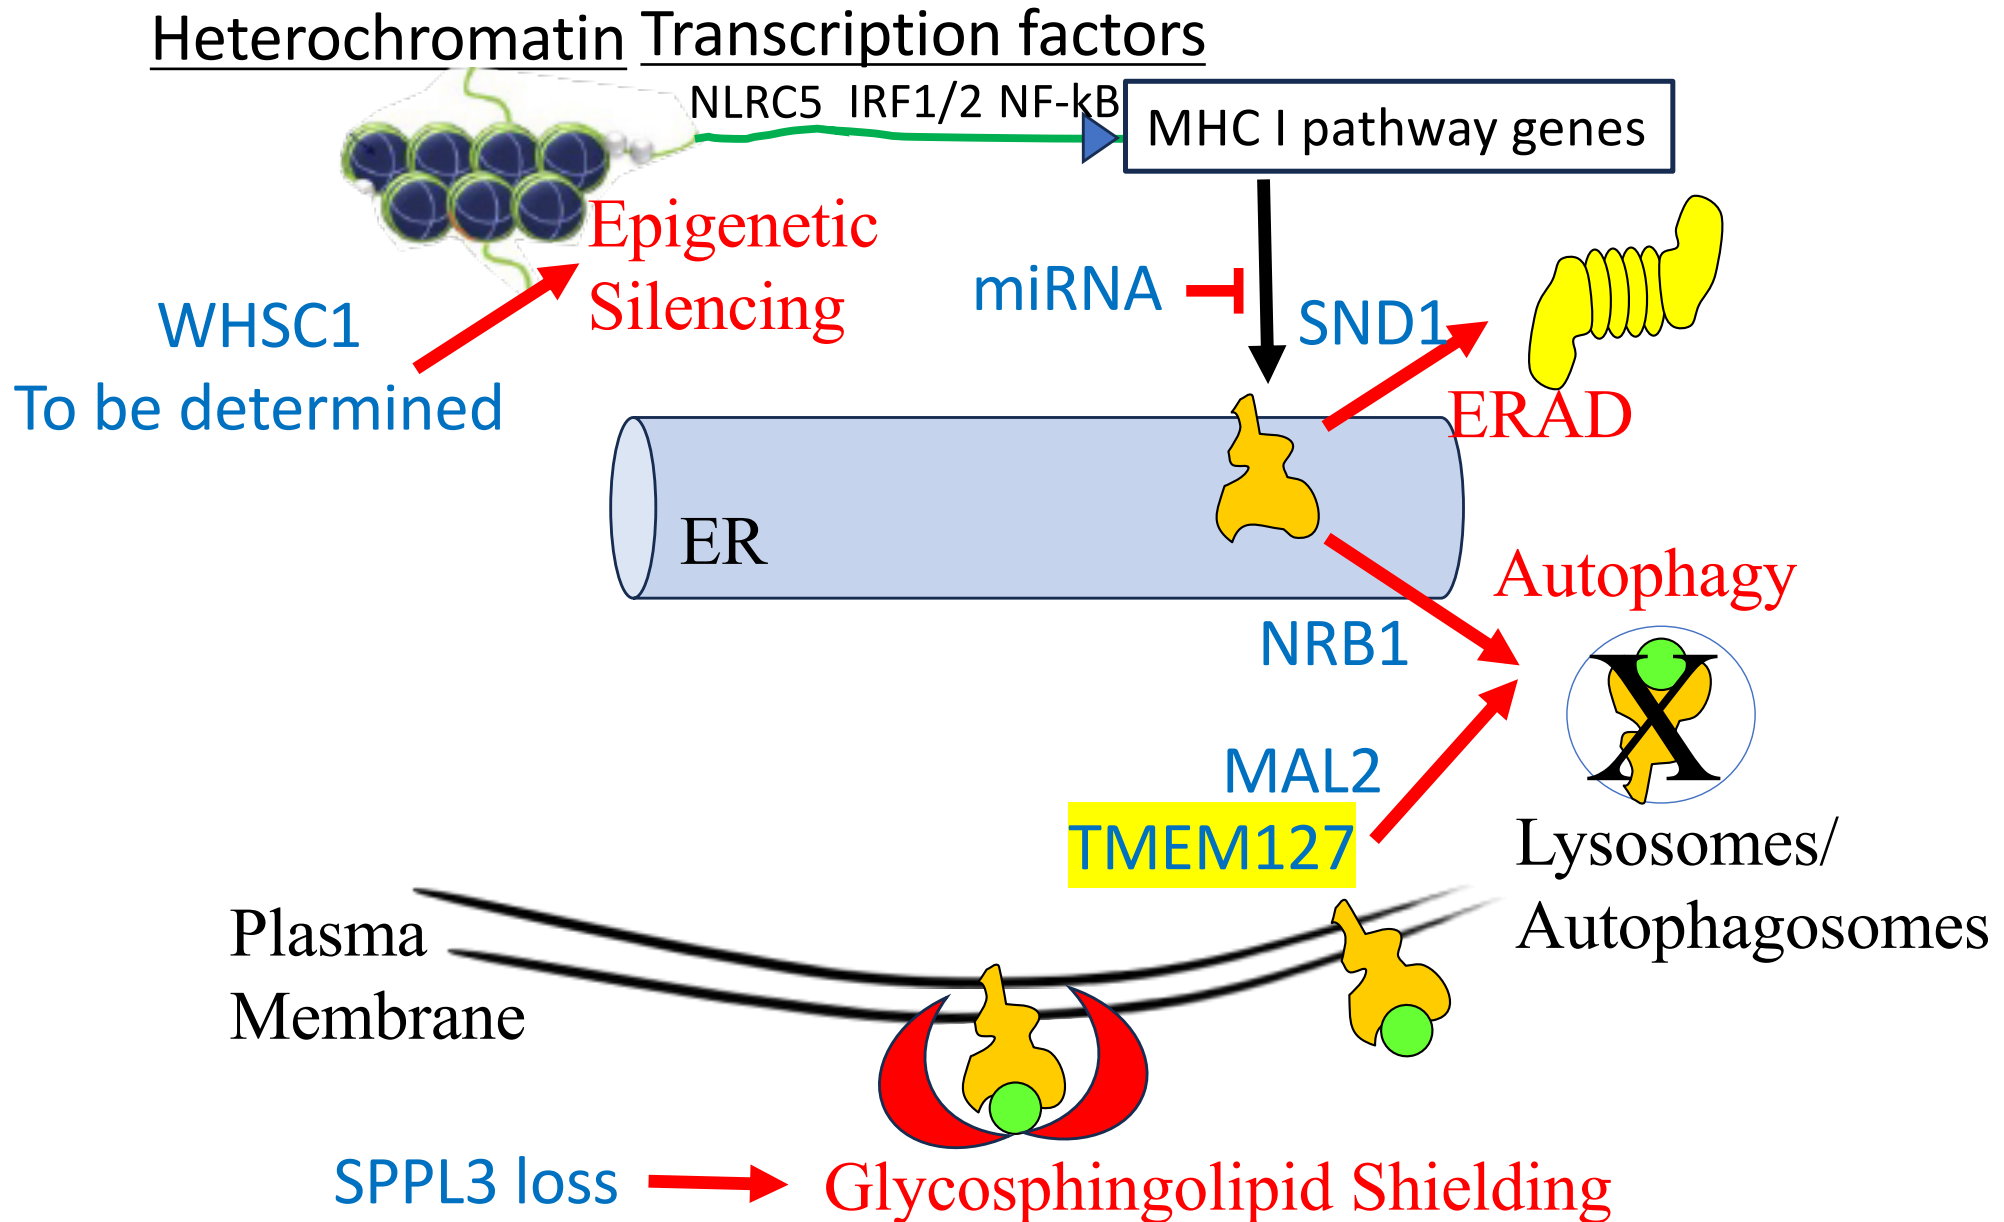 Heterochromatin
Transcription factors
NLRC5 IRF1/2 NF-kB
MHC I pathway genes
Epigenetic
Silencing
WHSC1
To be determined
miRNA
SND1
ERAD
ER
Autophagy
NRB1
MAL2
TMEM127
Lysosomes/
Autophagosomes
X
Plasma
Membrane
SPPL3 loss
Glycosphingolipid Shielding